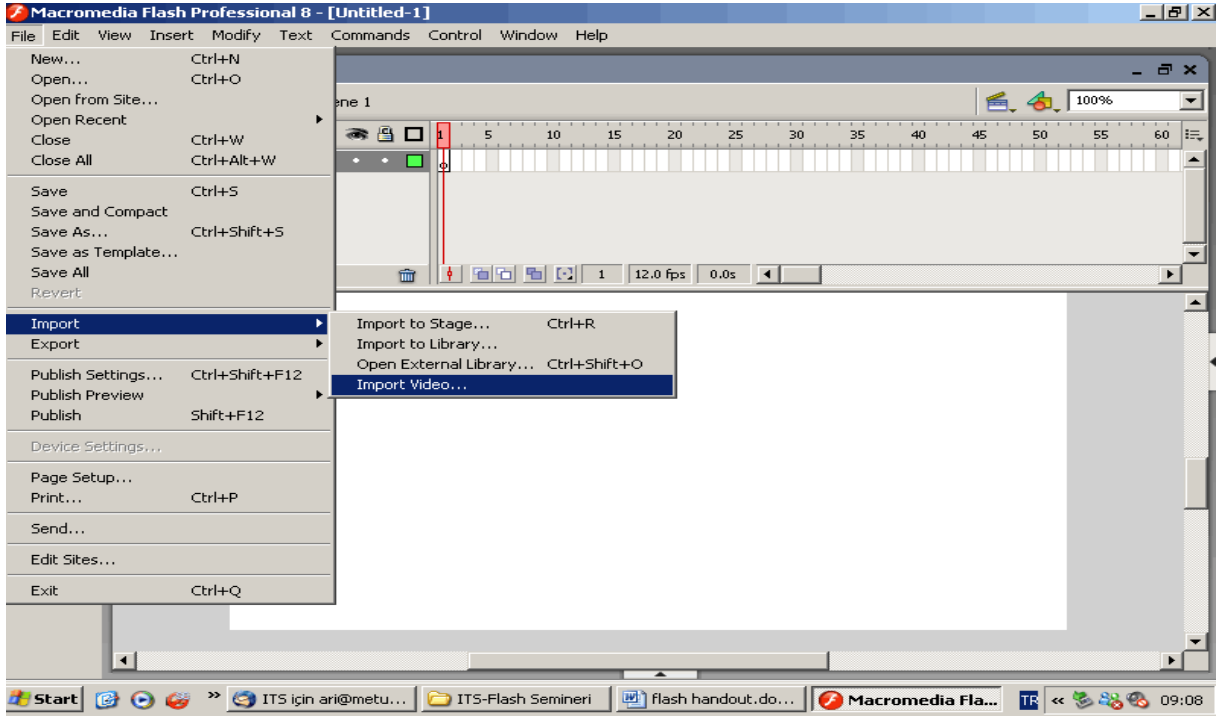 Macromedia Flash Professional 8 - [Untitled-1]
File Edit View Insert Modify Text Commands Control Window Help
New... Ctrl+N
Open... Ctrl+O
Open from Site...
Open Recent
Close Ctrl+W
Close All Ctrl+Alt+W
Save Ctrl+S
Save and Compact
Save As... Ctrl+Shift+S
Save as Template...
Save All
Revert
Import
Export
Publish Settings... Ctrl+Shift+F12
Publish Preview
Publish Shift+F12
Device Settings...
Page Setup...
Print... Ctrl+P
Send...
Edit Sites...
Exit Ctrl+Q
Import to Stage... Ctrl+R
Import to Library...
Open External Library... Ctrl+Shift+O
Import Video...
ene 1
100%
1 5 10 15 20 25 30 35 40 45 50 55 60
1 12.0 fps 0.0s
Start » ITS için ari@metu... ITS-Flash Semineri flash handout.do... Macromedia Fla... TR « 09:08